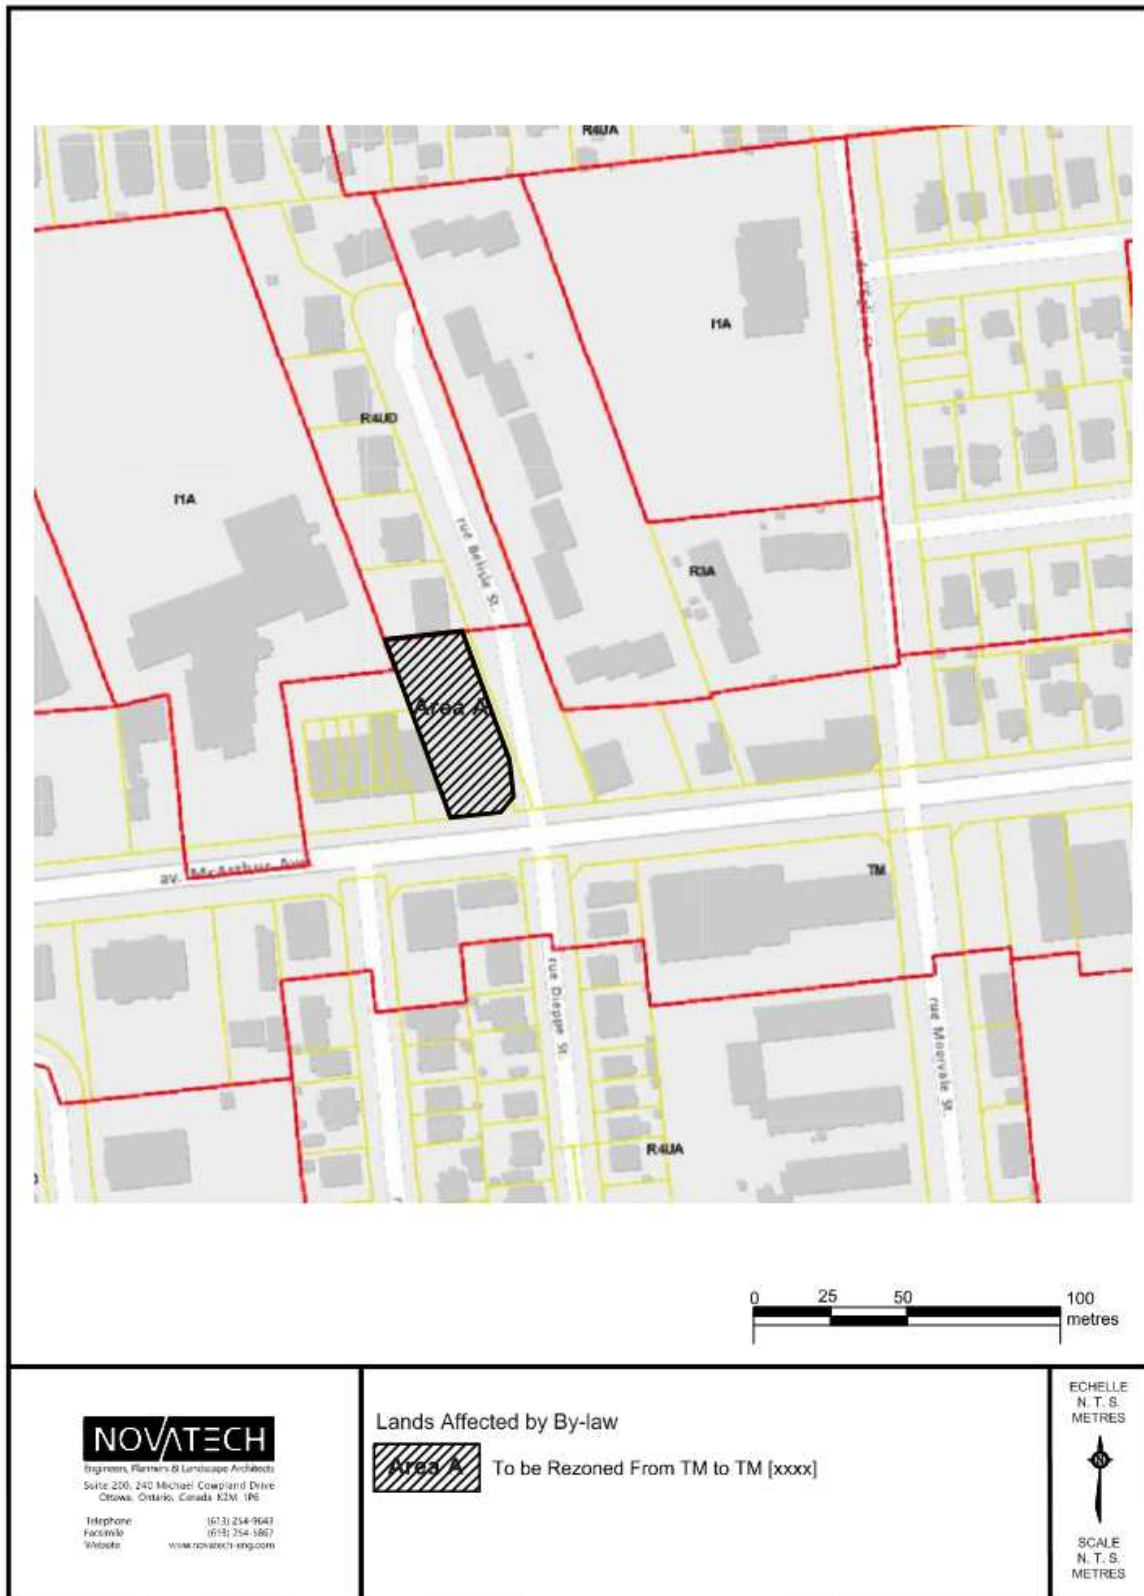 R4UA
I1A
R4UD
I1A
rue Belisle St.
R3A
Area A
av. McArthur Ave
TM
rue Dieppe St.
rue Moervale St.
R4UA
0 25 50 100
metres
NOVATECH
Engineers, Planners & Landscape Architects
Suite 200, 240 Michael Cowpland Drive
Ottawa, Ontario, Canada K2M 1P6
Telephone (613) 254-9643
Facsimile (613) 254-5867
Website www.novatech-eng.com
Lands Affected by By-law
Area A To be Rezoned From TM to TM [xxxx]
ECHELLE
N. T. S.
METRES
N
SCALE
N. T. S.
METRES